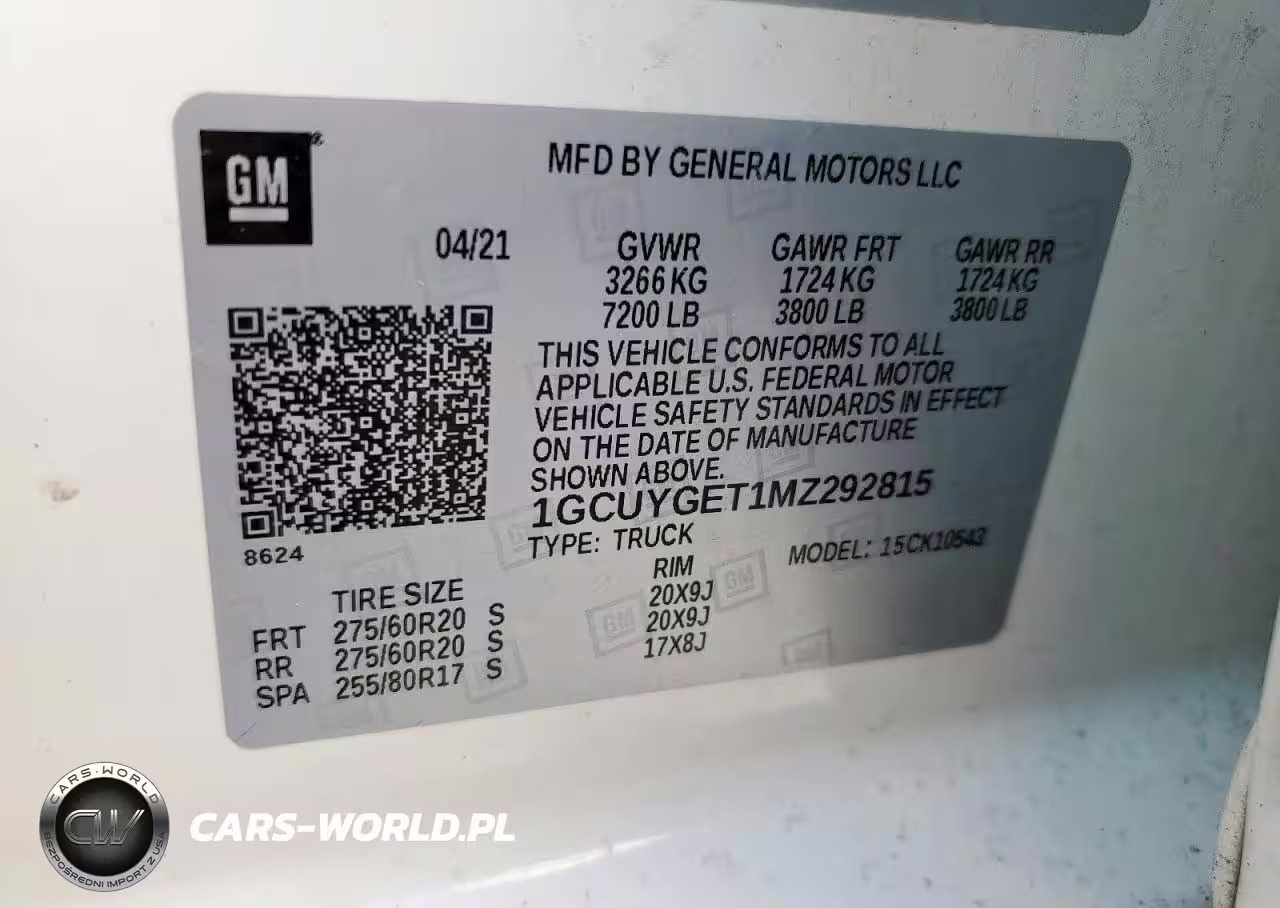 GM
MFD BY GENERAL MOTORS LLC
04/21
GVWR GAWR FRT GAWR RR
3266 KG 1724 KG 1724 KG
7200 LB 3800 LB 3800 LB
THIS VEHICLE CONFORMS TO ALL
APPLICABLE U.S. FEDERAL MOTOR
VEHICLE SAFETY STANDARDS IN EFFECT
ON THE DATE OF MANUFACTURE
SHOWN ABOVE.
1GCUYGET1MZ292815
8624
TYPE: TRUCK MODEL: 15CK10543
TIRE SIZE RIM
FRT 275/60R20 S 20X9J
RR 275/60R20 S 20X9J
SPA 255/80R17 S 17X8J
CARS-WORLD
CW
BEZPOŚREDNI IMPORT Z USA
CARS-WORLD.PL